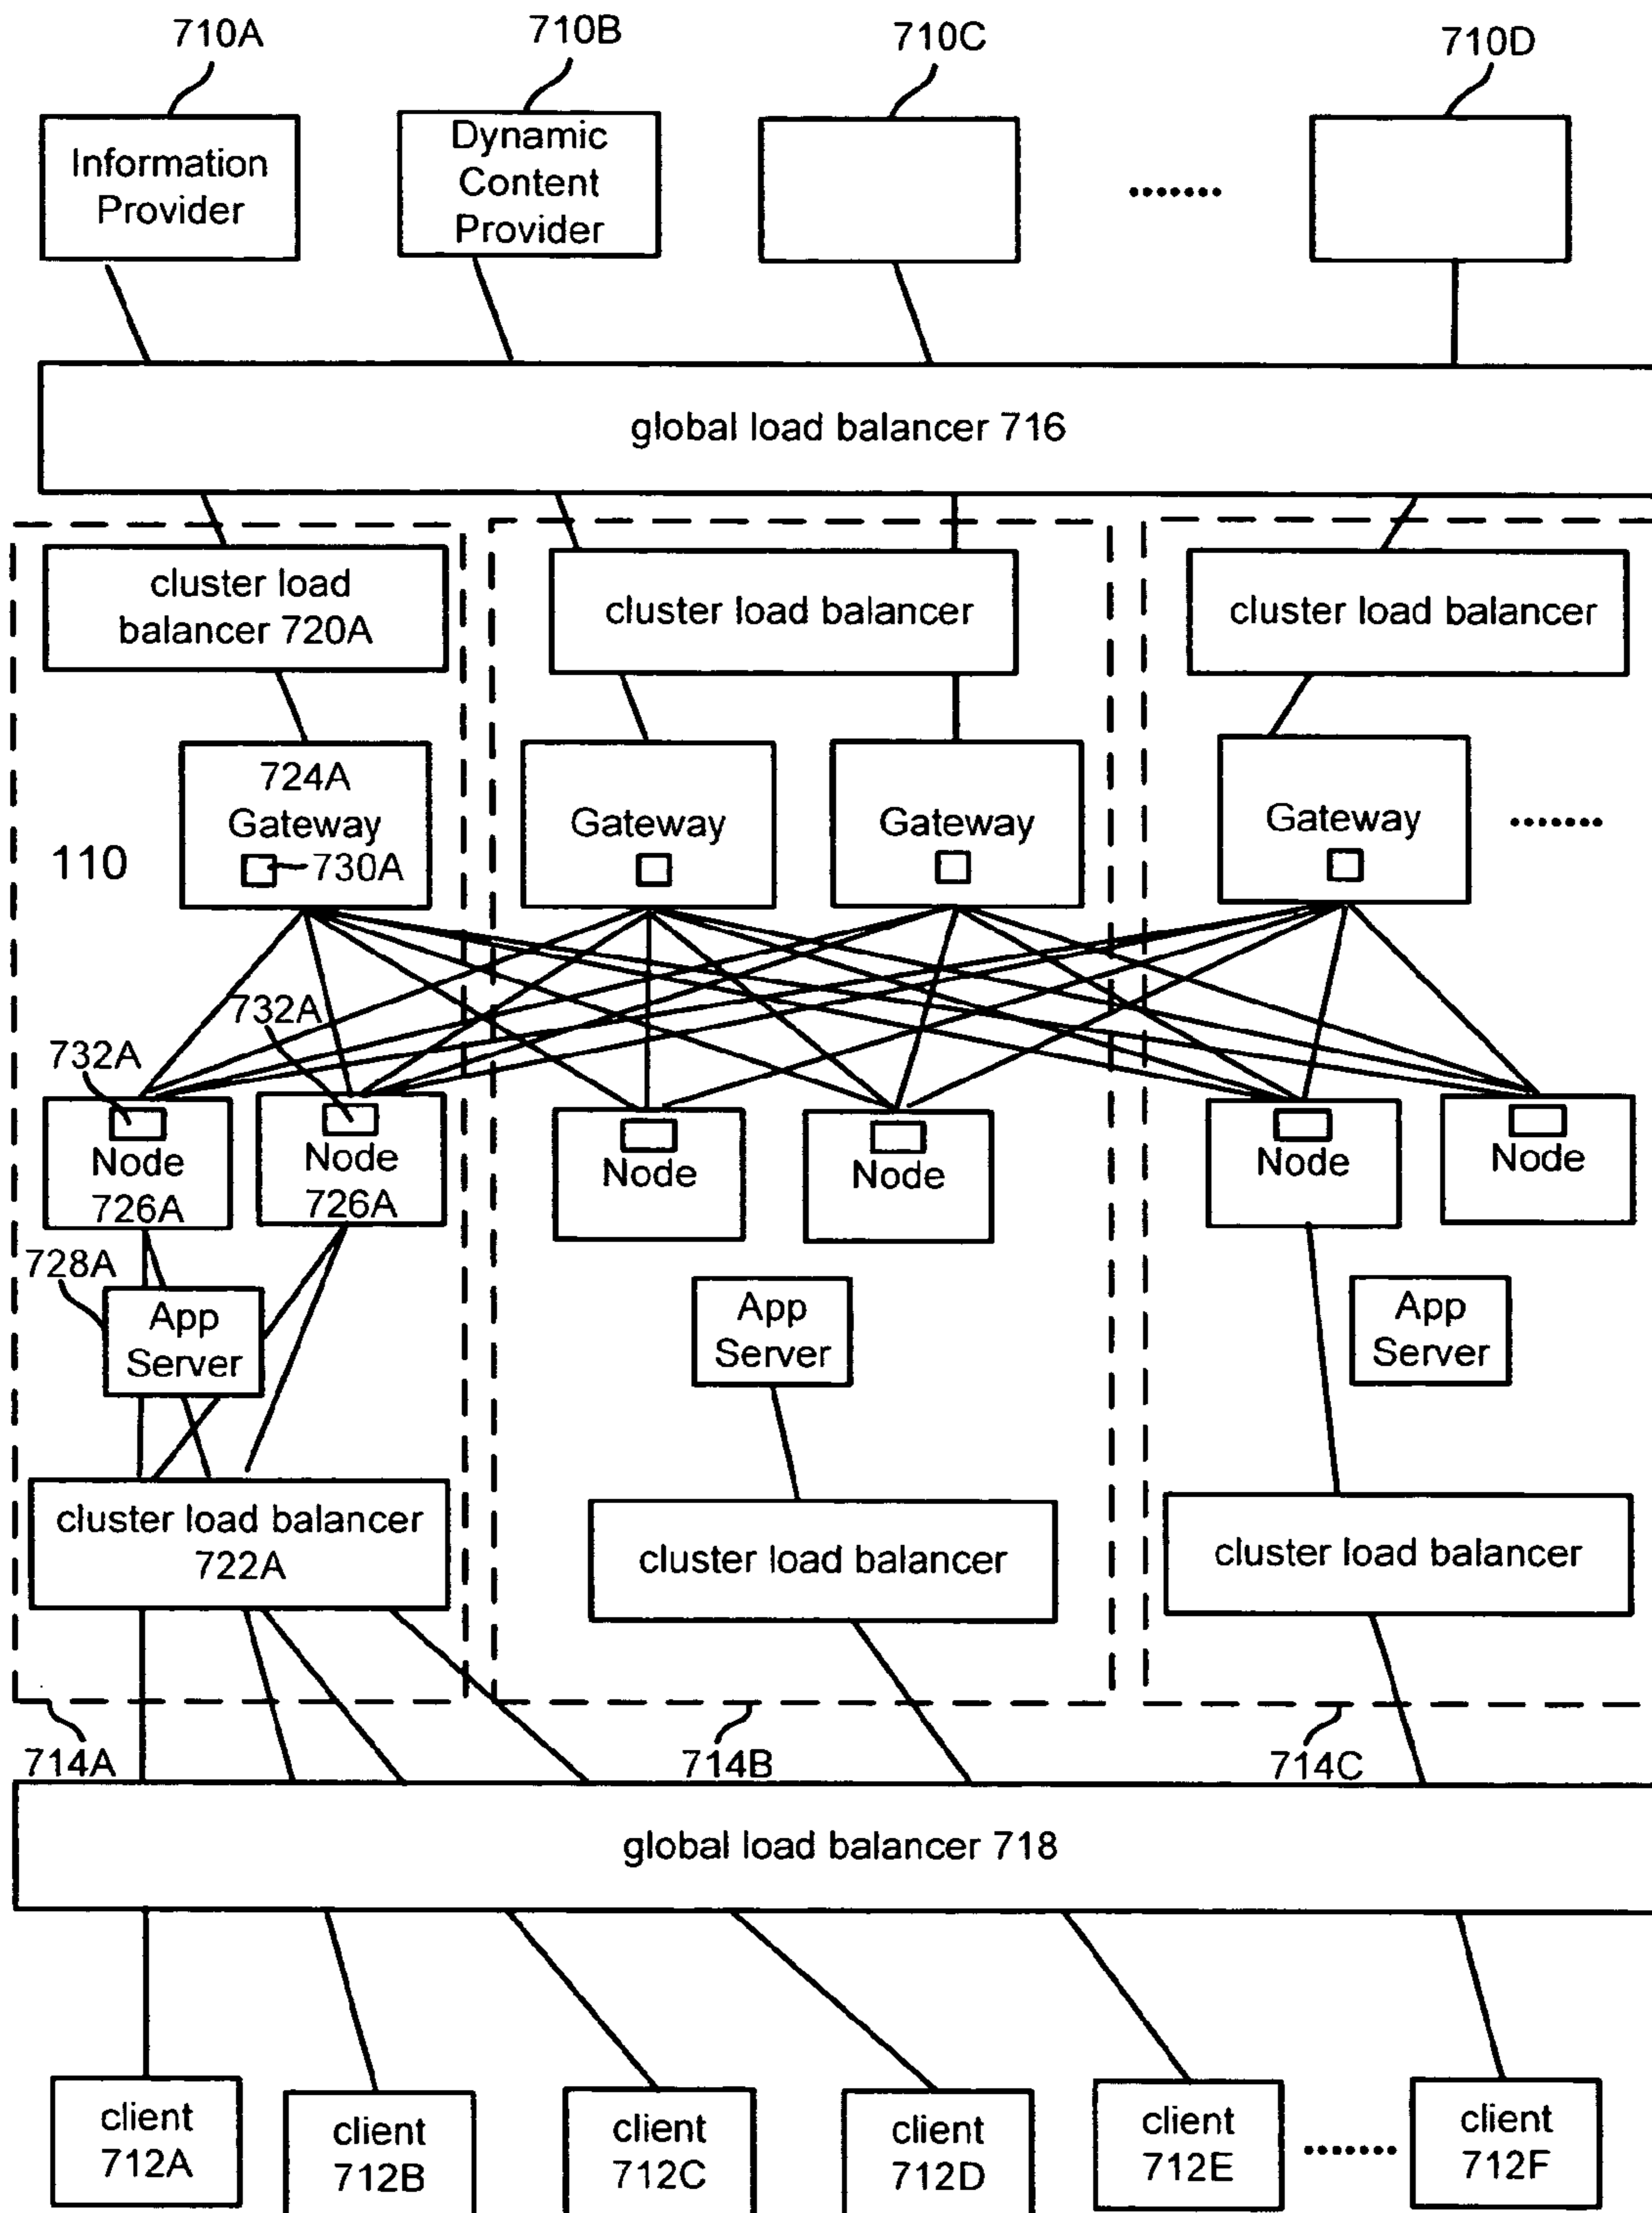 710A
710B
710C
710D
Information
Provider
Dynamic
Content
Provider
.......
global load balancer 716
cluster load
balancer 720A
cluster load balancer
cluster load balancer
724A
Gateway
730A
Gateway
Gateway
Gateway
.......
110
732A
732A
Node
726A
Node
726A
Node
Node
Node
Node
728A
App
Server
App
Server
App
Server
cluster load balancer
722A
cluster load balancer
cluster load balancer
714A
714B
714C
global load balancer 718
client
712A
client
712B
client
712C
client
712D
client
712E
.......
client
712F